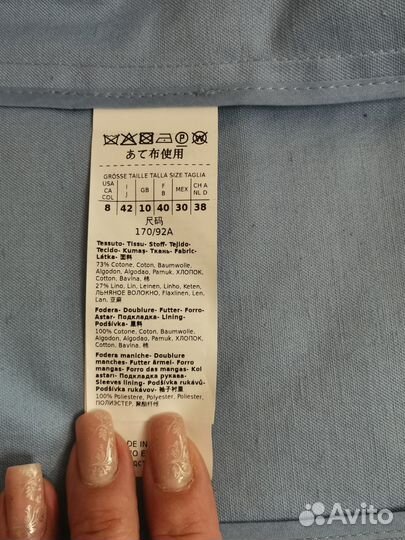 P W
あて布使用
GRÖSSE TAILLE TALLA SIZE TAGLIA
USA CA COL I J GB F B MEX CH A NL D
8 42 10 40 30 38
尺码
170/92A
Tessuto- Tissu- Stoff- Tejido-
Tecido- Kumaş- Ткань- Fabric-
Látka- 面料
73% Cotone, Coton, Baumwolle,
Algodon, Algodao, Pamuk, ХЛОПОК,
Cotton, Bavlna, 棉
27% Lino, Lin, Leinen, Linho, Keten,
ЛЬНЯНОЕ ВОЛОКНО, Flaxlinen, Len,
Ľan, 亚麻
Fodera- Doublure- Futter- Forro-
Astar- Подкладка- Lining-
Podšívka- 里料
100% Cotone, Coton, Baumwolle,
Algodon, Algodao, Pamuk, ХЛОПОК,
Cotton, Bavlna, 棉
Fodera maniche- Doublure
manches- Futter ärmel- Forro
mangas- Forro das mangas- Kol
astarı- Подкладка рукава-
Sleeves lining- Podšívka rukávů-
Podšívka rukávov- 袖子衬里
100% Poliestere, Polyester, Poliester,
ПОЛИЭСТЕР, 聚酯纤维
DE IN
TO E
Avito